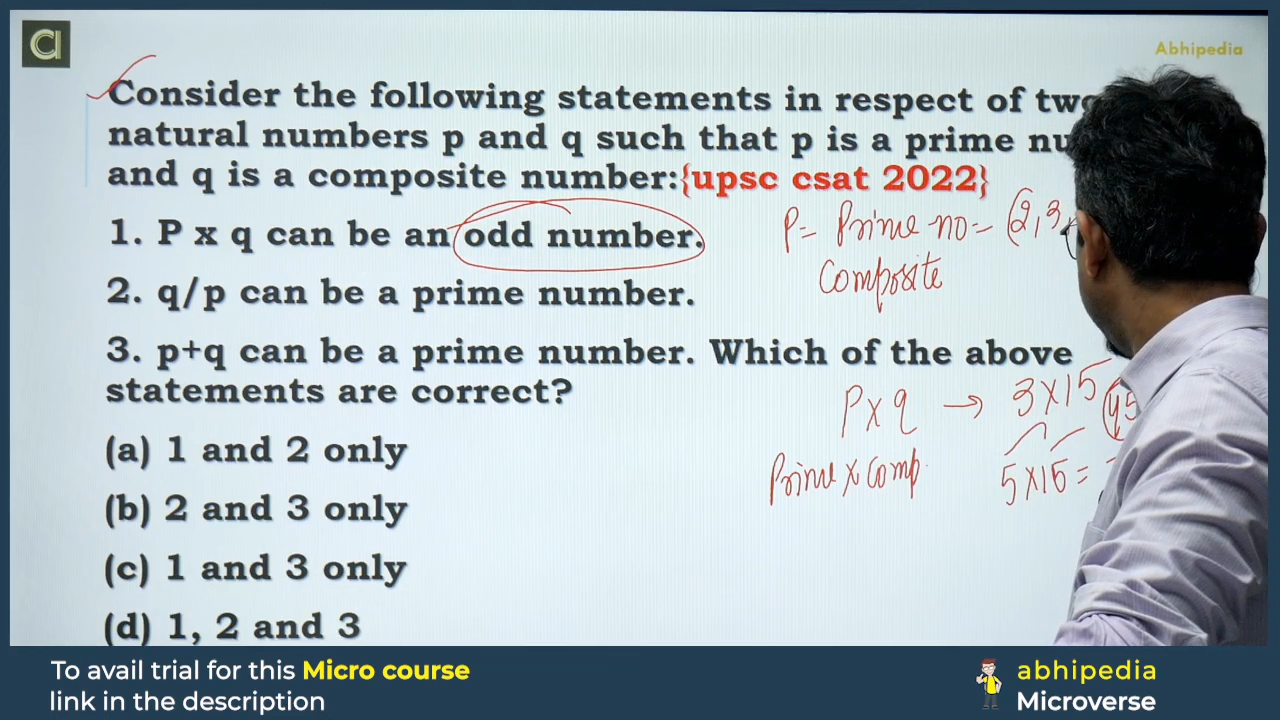 Abhipedia
Consider the following statements in respect of two
natural numbers p and q such that p is a prime nu
and q is a composite number:{upsc csat 2022}
1. P x q can be an odd number.
P = Prime no = (2,3
Composite
2. q/p can be a prime number.
3. p+q can be a prime number. Which of the above
statements are correct?
P x q → 3x15 45
Prime x comp. 5x15=
(a) 1 and 2 only
(b) 2 and 3 only
(c) 1 and 3 only
(d) 1, 2 and 3
To avail trial for this Micro course
link in the description
abhipedia
Microverse